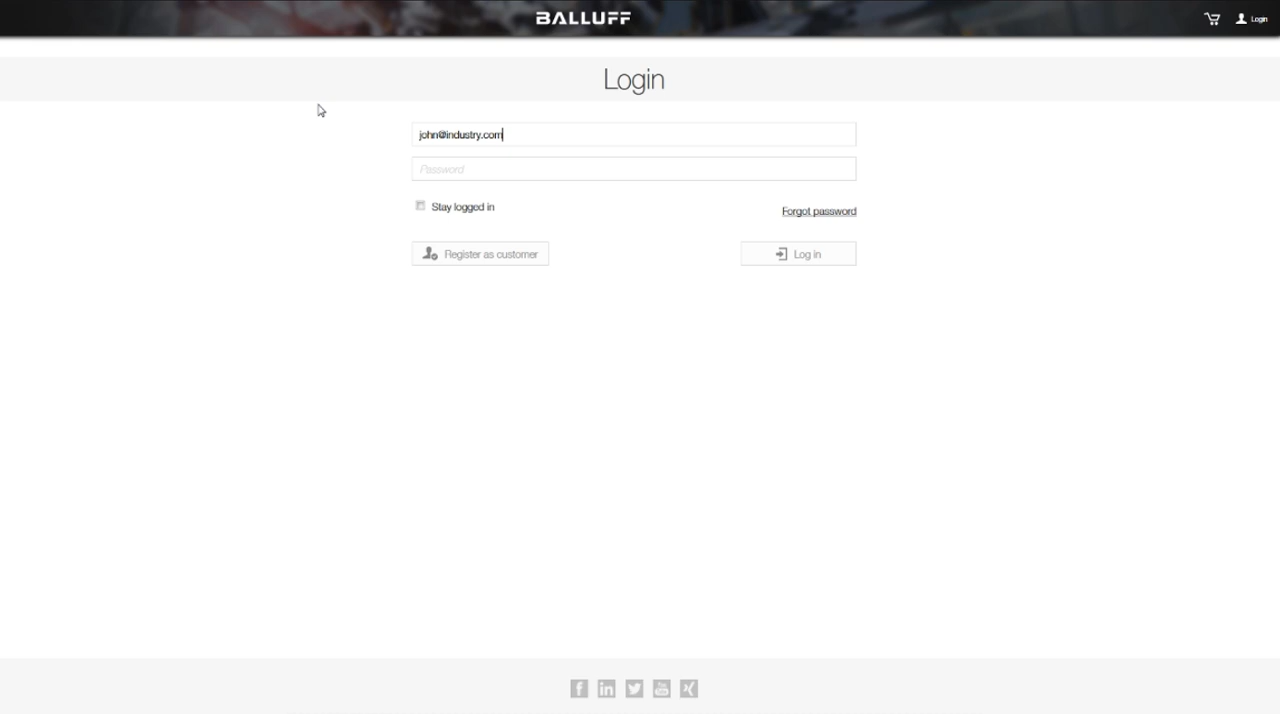 BALLUFF
Login
Login
john@industry.com
Password
Stay logged in
Forgot password
Register as customer
Log in